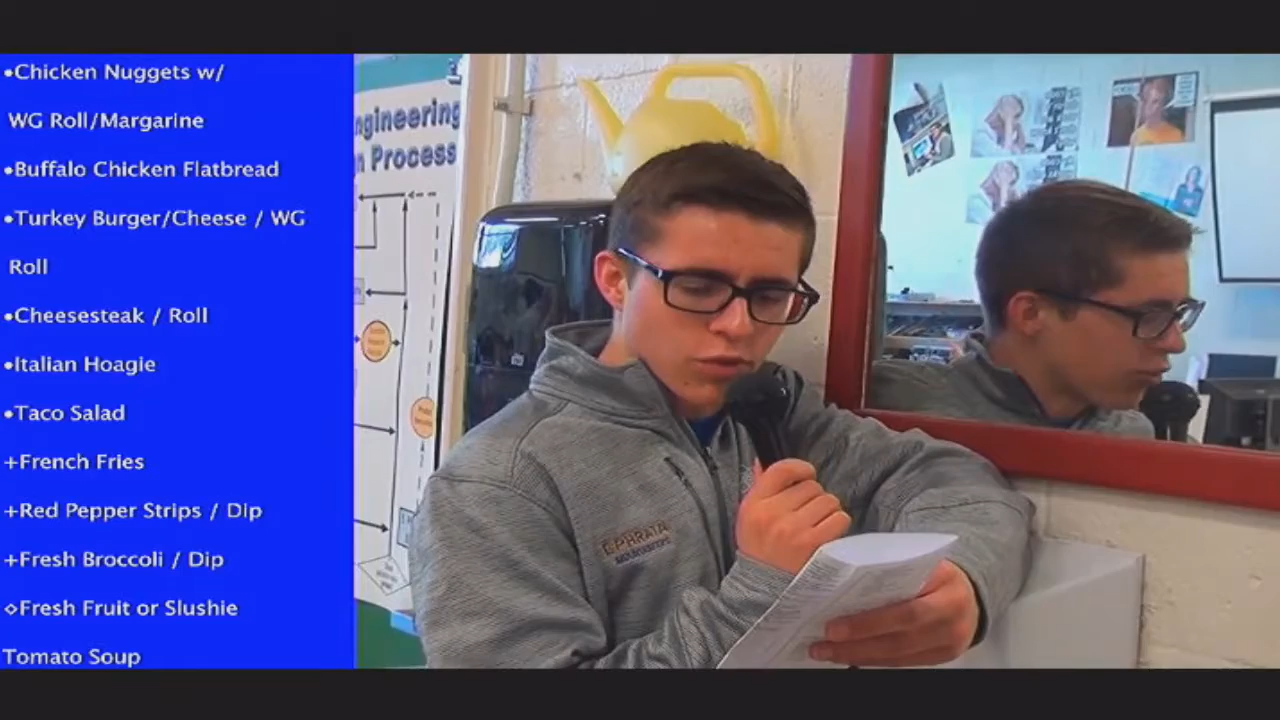 •Chicken Nuggets w/
WG Roll/Margarine
•Buffalo Chicken Flatbread
•Turkey Burger/Cheese / WG
Roll
•Cheesesteak / Roll
•Italian Hoagie
•Taco Salad
+French Fries
+Red Pepper Strips / Dip
+Fresh Broccoli / Dip
⋄Fresh Fruit or Slushie
Tomato Soup
ngineering
n Process
EPHRATA